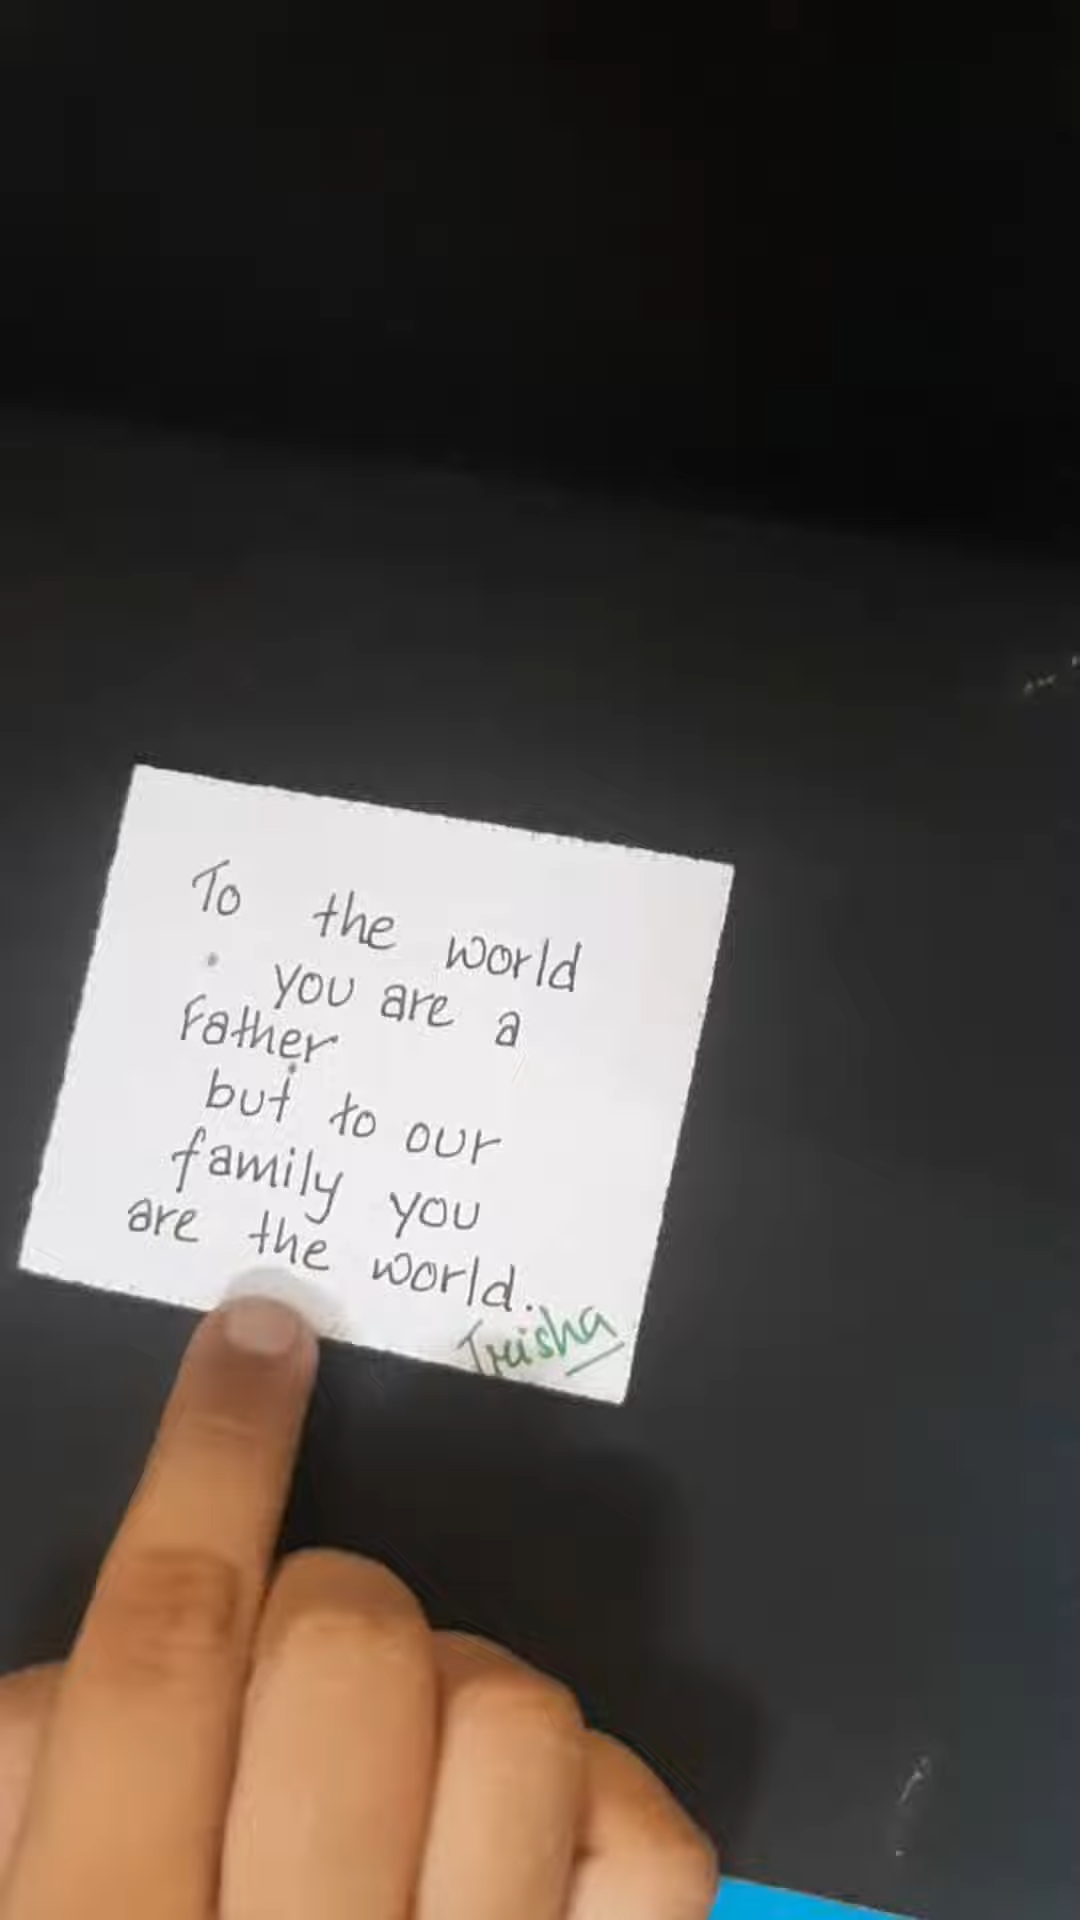 To the world
you are a
Father
but to our
family you
are the world.
Trisha